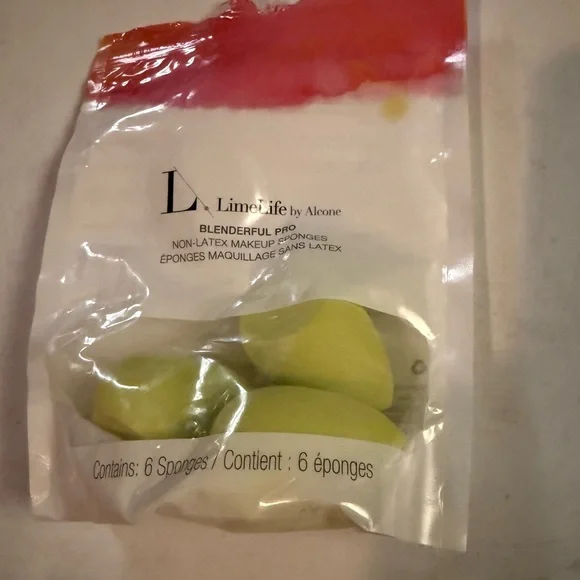 L
LimeLife by Alcone
BLENDERFUL PRO
NON-LATEX MAKEUP SPONGES
ÉPONGES MAQUILLAGE SANS LATEX
Contains: 6 Sponges / Contient : 6 éponges